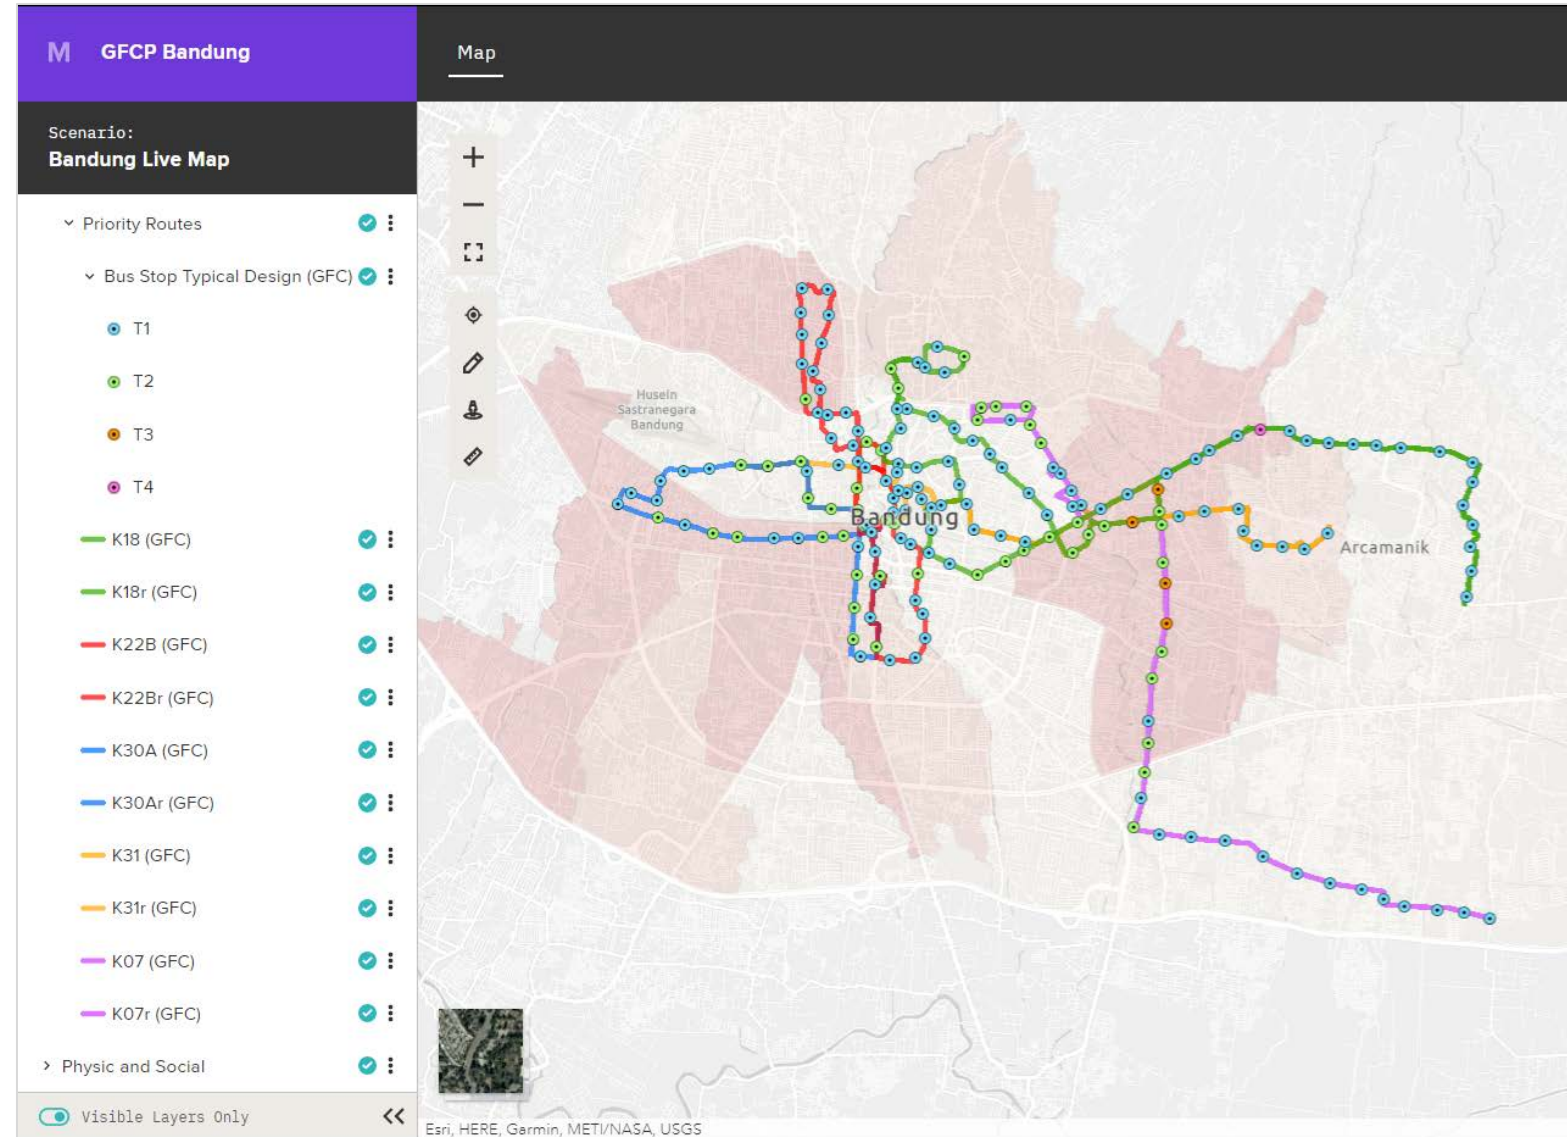 M GFCP Bandung
Map
Scenario:
Bandung Live Map
Priority Routes
Bus Stop Typical Design (GFC)
T1
T2
T3
T4
K18 (GFC)
K18r (GFC)
K22B (GFC)
K22Br (GFC)
K30A (GFC)
K30Ar (GFC)
K31 (GFC)
K31r (GFC)
K07 (GFC)
K07r (GFC)
Physic and Social
Visible Layers Only
Husein
Sastranegara
Bandung
Bandung
Arcamanik
Esri, HERE, Garmin, METI/NASA, USGS